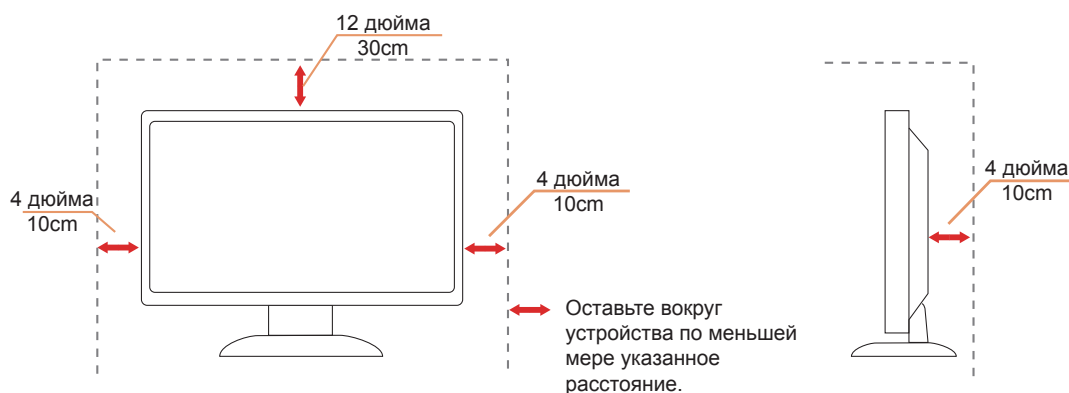 12 дюйма
30cm
4 дюйма
10cm
4 дюйма
10cm
4 дюйма
10cm
Оставьте вокруг
устройства по меньшей
мере указанное
расстояние.